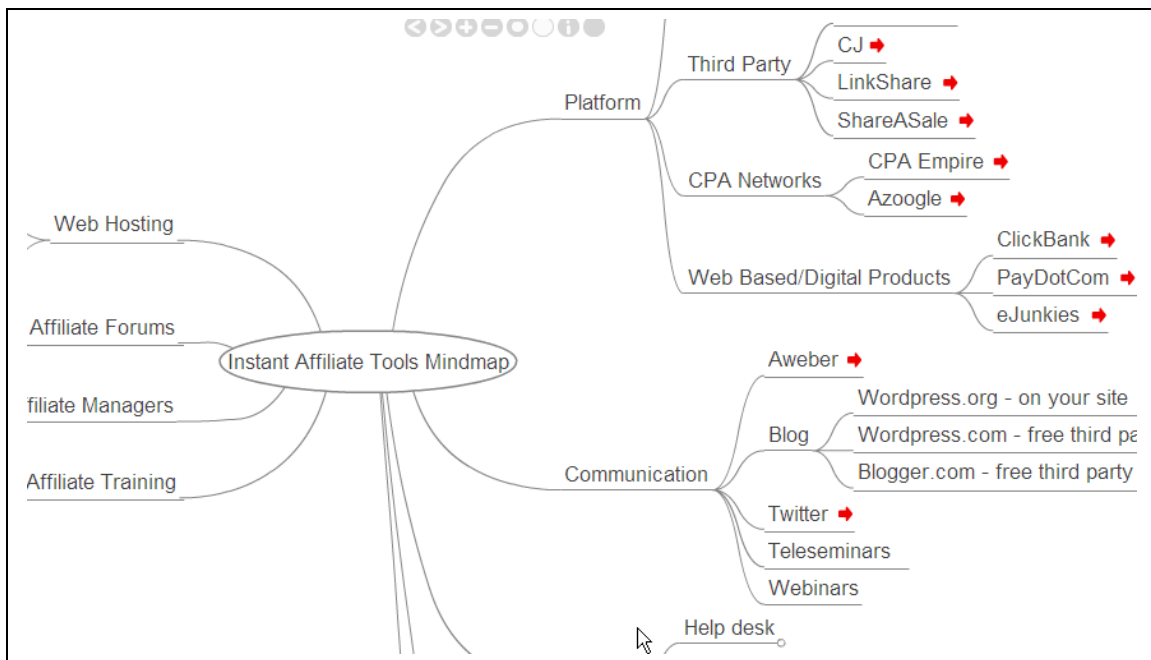 Third Party
CJ
LinkShare
ShareASale
Platform
CPA Networks
CPA Empire
Azoogle
Web Based/Digital Products
ClickBank
PayDotCom
eJunkies
Web Hosting
Affiliate Forums
filiate Managers
Affiliate Training
Instant Affiliate Tools Mindmap
Communication
Aweber
Blog
Wordpress.org - on your site
Wordpress.com - free third pa
Blogger.com - free third party
Twitter
Teleseminars
Webinars
Help desk